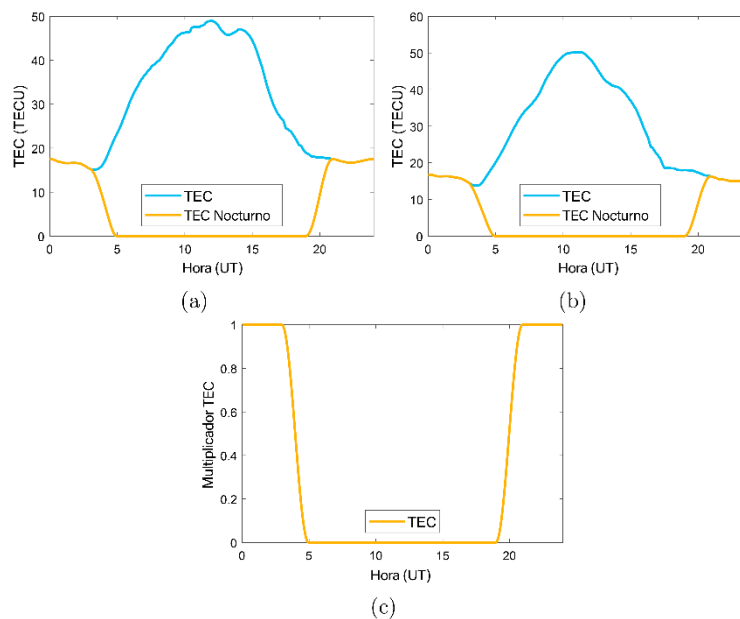 50
40
30
20
10
0
TEC (TECU)
TEC
TEC Nocturno
0 5 10 15 20
Hora (UT)
(a)
60
50
40
30
20
10
0
TEC (TECU)
TEC
TEC Nocturno
0 5 10 15 20
Hora (UT)
(b)
1
0.8
0.6
0.4
0.2
0
Multiplicador TEC
TEC
0 5 10 15 20
Hora (UT)
(c)